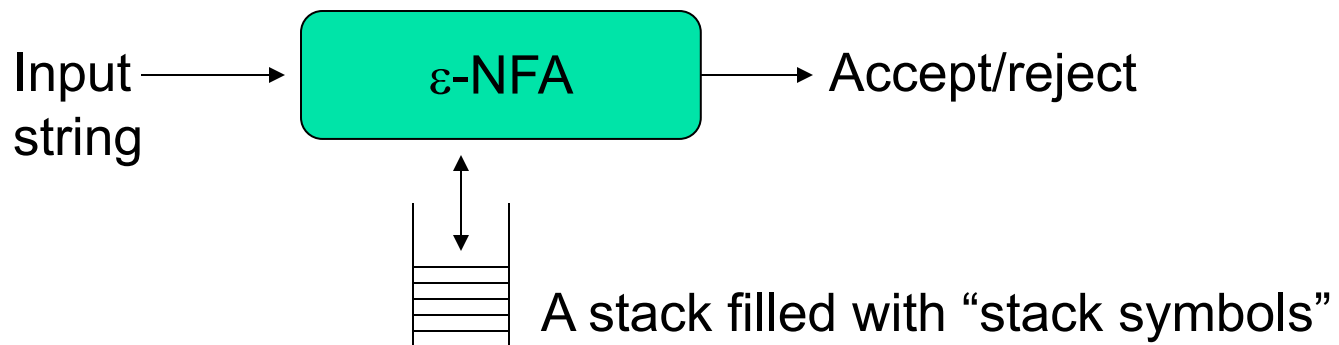 Input
string
ε-NFA
Accept/reject
A stack filled with “stack symbols”